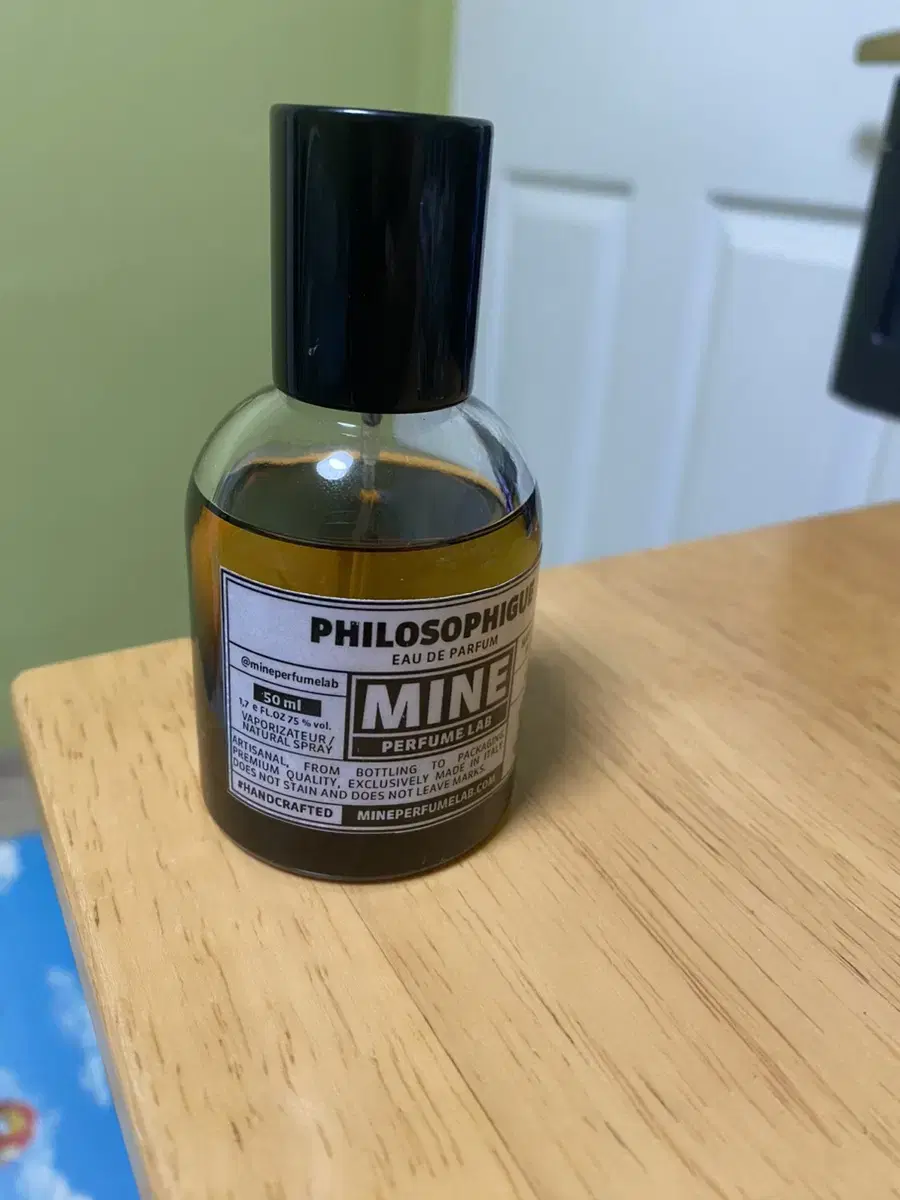 PHILOSOPHIGUE
EAU DE PARFUM
@mineperfumelab
50 ml
1,7 e FL.OZ 75 % vol.
VAPORIZATEUR /
NATURAL SPRAY
MINE
PERFUME LAB
ARTISANAL, FROM BOTTLING TO PACKAGING
PREMIUM QUALITY, EXCLUSIVELY MADE IN ITALY
DOES NOT STAIN AND DOES NOT LEAVE MARKS.
#HANDCRAFTED
MINEPERFUMELAB.COM